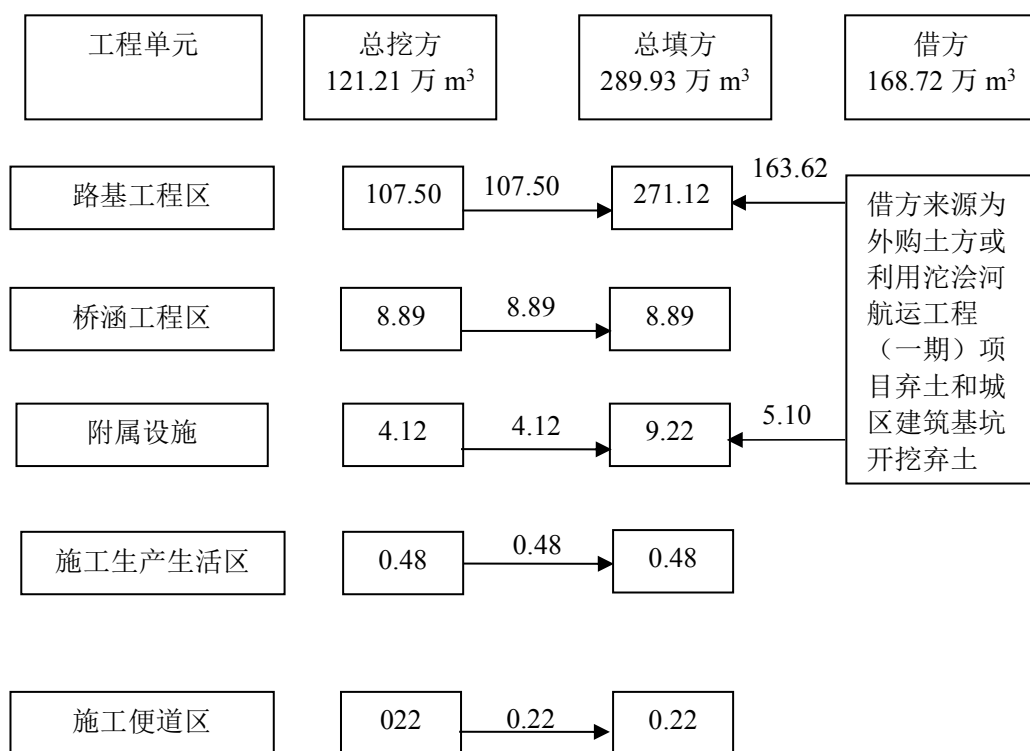 工程单元
总挖方
121.21 万 m³
总填方
289.93 万 m³
借方
168.72 万 m³
路基工程区
107.50
107.50
271.12
163.62
借方来源为
外购土方或
利用沱浍河
航运工程
（一期）项
目弃土和城
区建筑基坑
开挖弃土
桥涵工程区
8.89
8.89
8.89
附属设施
4.12
4.12
9.22
5.10
施工生产生活区
0.48
0.48
0.48
施工便道区
022
0.22
0.22